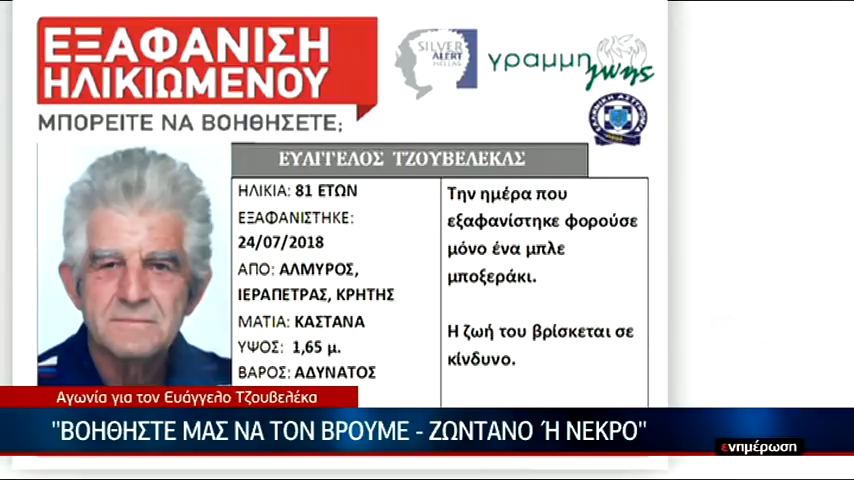 ΕΞΑΦΑΝΙΣΗ
ΗΛΙΚΙΩΜΕΝΟΥ
ΜΠΟΡΕΙΤΕ ΝΑ ΒΟΗΘΗΣΕΤΕ;
SILVER
ALERT
HELLAS
γραμμη
ζωης
ΕΛΛΗΝΙΚΗ ΑΣΤΥΝΟΜΙΑ
ΕΥΑΓΓΕΛΟΣ ΤΖΟΥΒΕΛΕΚΑΣ
ΗΛΙΚΙΑ: 81 ΕΤΩΝ
ΕΞΑΦΑΝΙΣΤΗΚΕ:
24/07/2018
ΑΠΟ: ΑΛΜΥΡΟΣ,
ΙΕΡΑΠΕΤΡΑΣ, ΚΡΗΤΗΣ
ΜΑΤΙΑ: ΚΑΣΤΑΝΑ
ΥΨΟΣ: 1,65 μ.
ΒΑΡΟΣ: ΑΔΥΝΑΤΟΣ
Την ημέρα που
εξαφανίστηκε φορούσε
μόνο ένα μπλε
μποξεράκι.
Η ζωή του βρίσκεται σε
κίνδυνο.
Αγωνία για τον Ευάγγελο Τζουβελέκα
"ΒΟΗΘΗΣΤΕ ΜΑΣ ΝΑ ΤΟΝ ΒΡΟΥΜΕ - ΖΩΝΤΑΝΟ Ή ΝΕΚΡΟ"
ενημέρωση